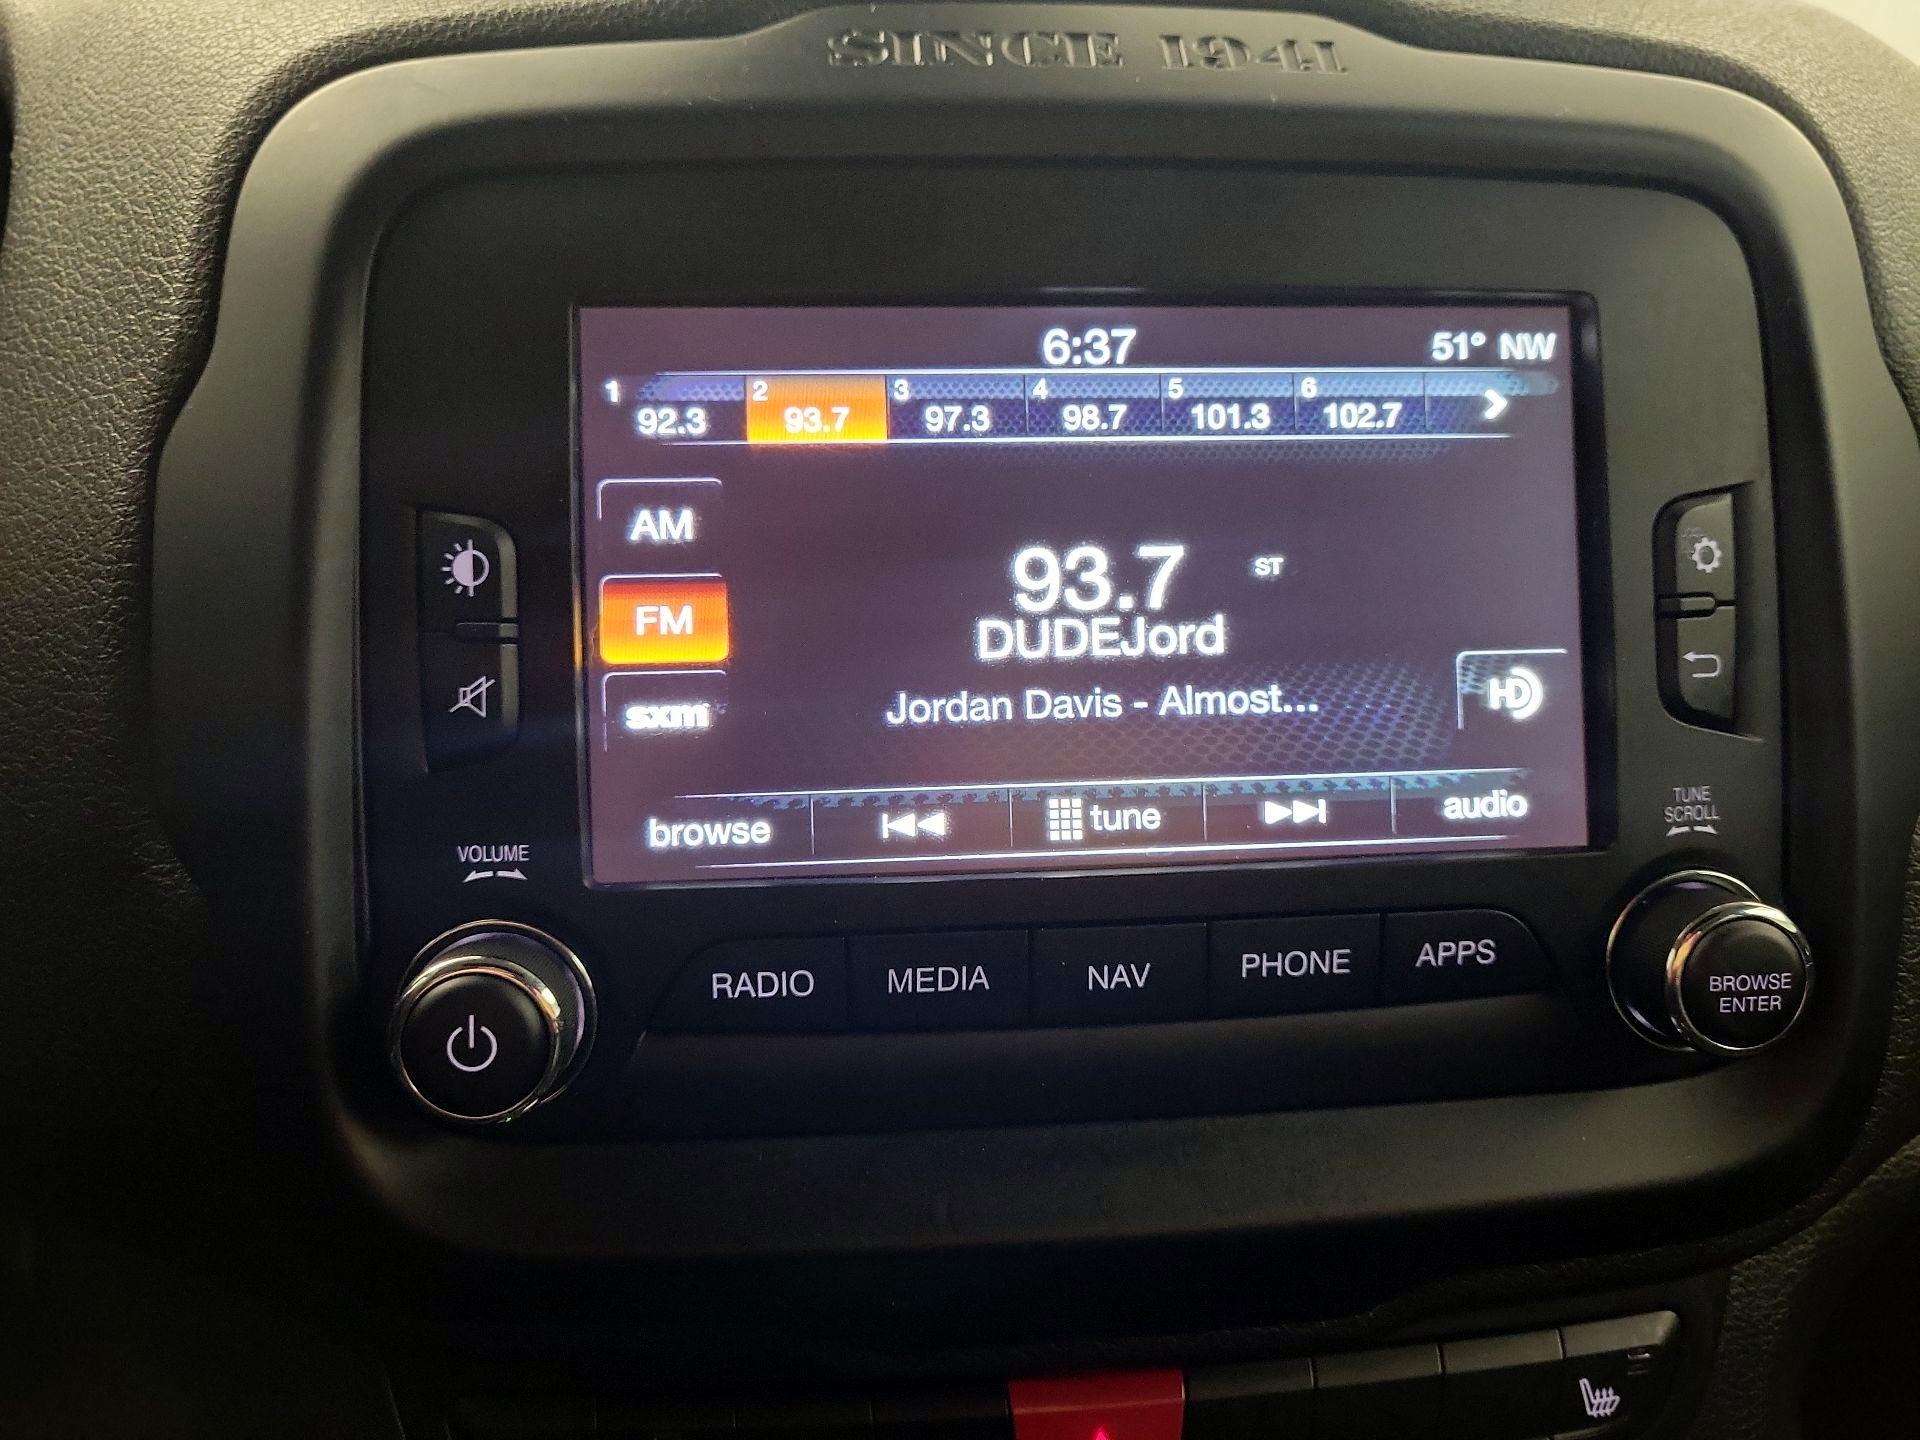 SINCE 1941
6:37 51° NW
1 92.3 2 93.7 3 97.3 4 98.7 5 101.3 6 102.7
AM
93.7 ST
FM
DUDEJord
sxm
Jordan Davis - Almost...
HD
browse tune audio
VOLUME
TUNE
SCROLL
RADIO MEDIA NAV PHONE APPS
BROWSE
ENTER